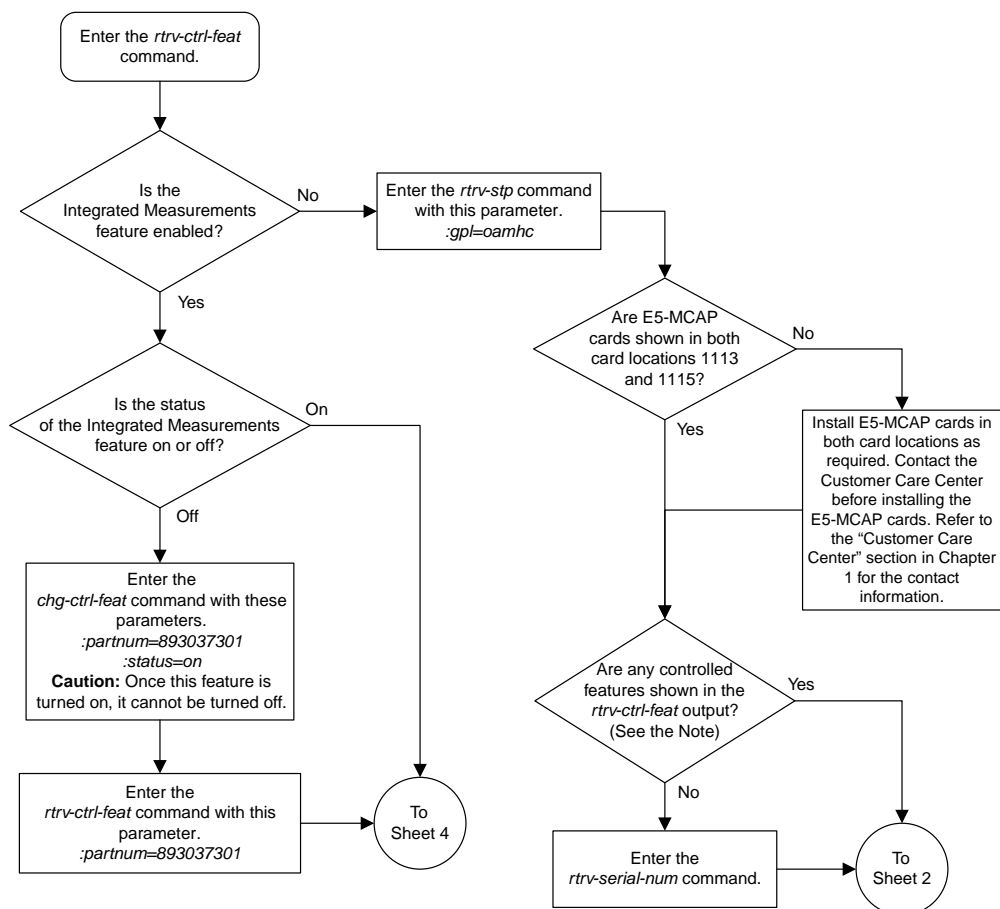 Enter the rtrv-ctrl-feat
command.
Is the
Integrated Measurements
feature enabled?
No
Enter the rtrv-stp command
with this parameter.
:gpl=oamhc
Yes
Are E5-MCAP
cards shown in both
card locations 1113
and 1115?
No
Yes
Is the status
of the Integrated Measurements
feature on or off?
On
Off
Install E5-MCAP cards in
both card locations as
required. Contact the
Customer Care Center
before installing the
E5-MCAP cards. Refer to
the “Customer Care
Center” section in Chapter
1 for the contact
information.
Enter the
chg-ctrl-feat command with these
parameters.
:partnum=893037301
:status=on
Caution: Once this feature is
turned on, it cannot be turned off.
Are any controlled
features shown in the
rtrv-ctrl-feat output?
(See the Note)
Yes
No
Enter the
rtrv-ctrl-feat command with this
parameter.
:partnum=893037301
To
Sheet 4
Enter the
rtrv-serial-num command.
To
Sheet 2